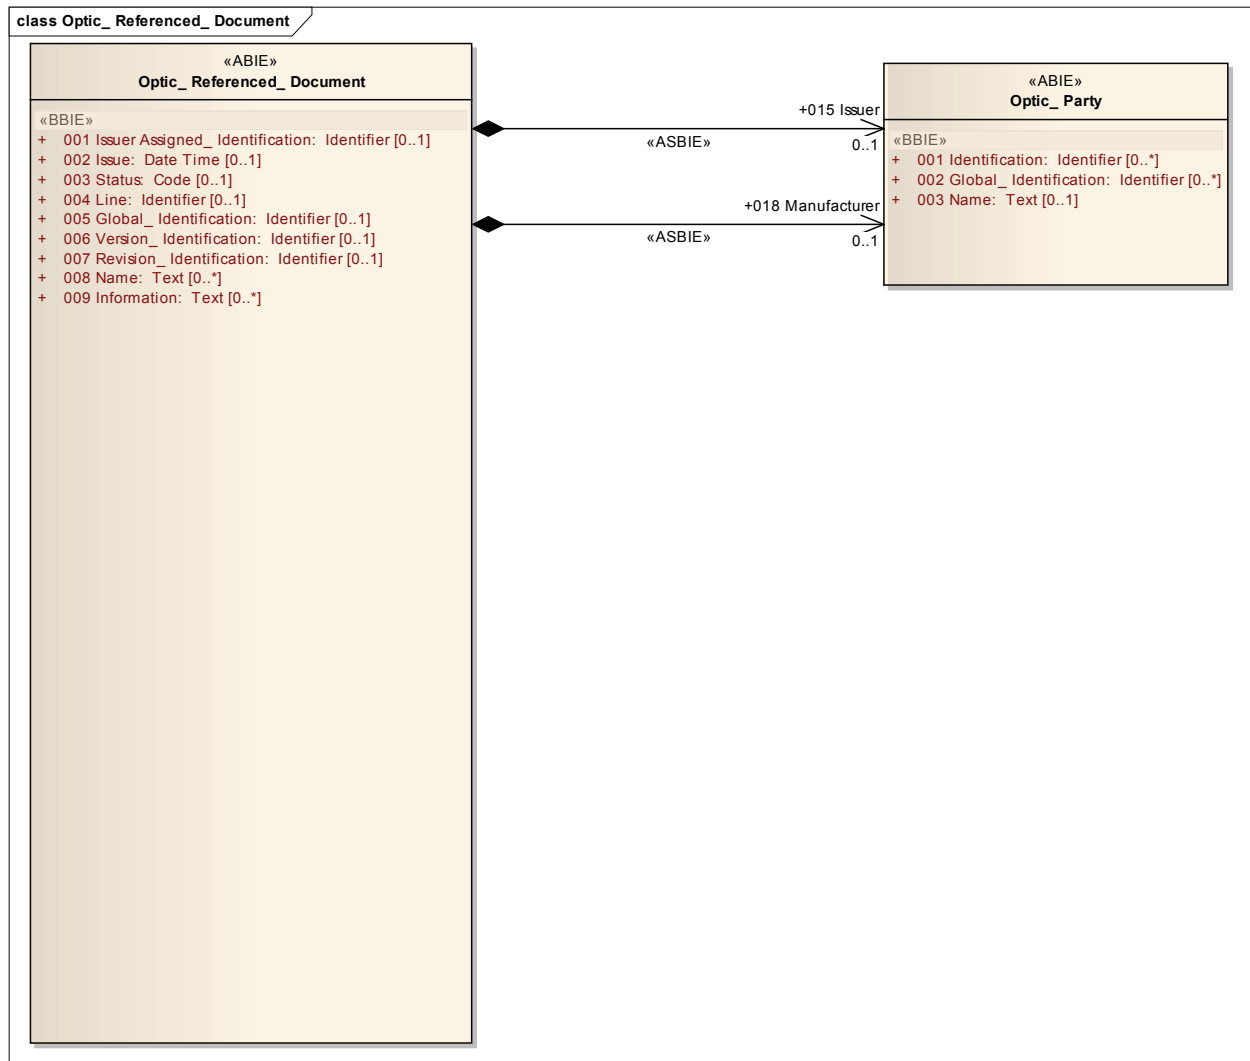 class Optic_ Referenced_ Document
«ABIE»
Optic_ Referenced_ Document
«BBIE»
+ 001 Issuer Assigned_ Identification: Identifier [0..1]
+ 002 Issue: Date Time [0..1]
+ 003 Status: Code [0..1]
+ 004 Line: Identifier [0..1]
+ 005 Global_ Identification: Identifier [0..1]
+ 006 Version_ Identification: Identifier [0..1]
+ 007 Revision_ Identification: Identifier [0..1]
+ 008 Name: Text [0..*]
+ 009 Information: Text [0..*]
+015 Issuer
«ASBIE»
0..1
+018 Manufacturer
«ASBIE»
0..1
«ABIE»
Optic_ Party
«BBIE»
+ 001 Identification: Identifier [0..*]
+ 002 Global_ Identification: Identifier [0..*]
+ 003 Name: Text [0..1]